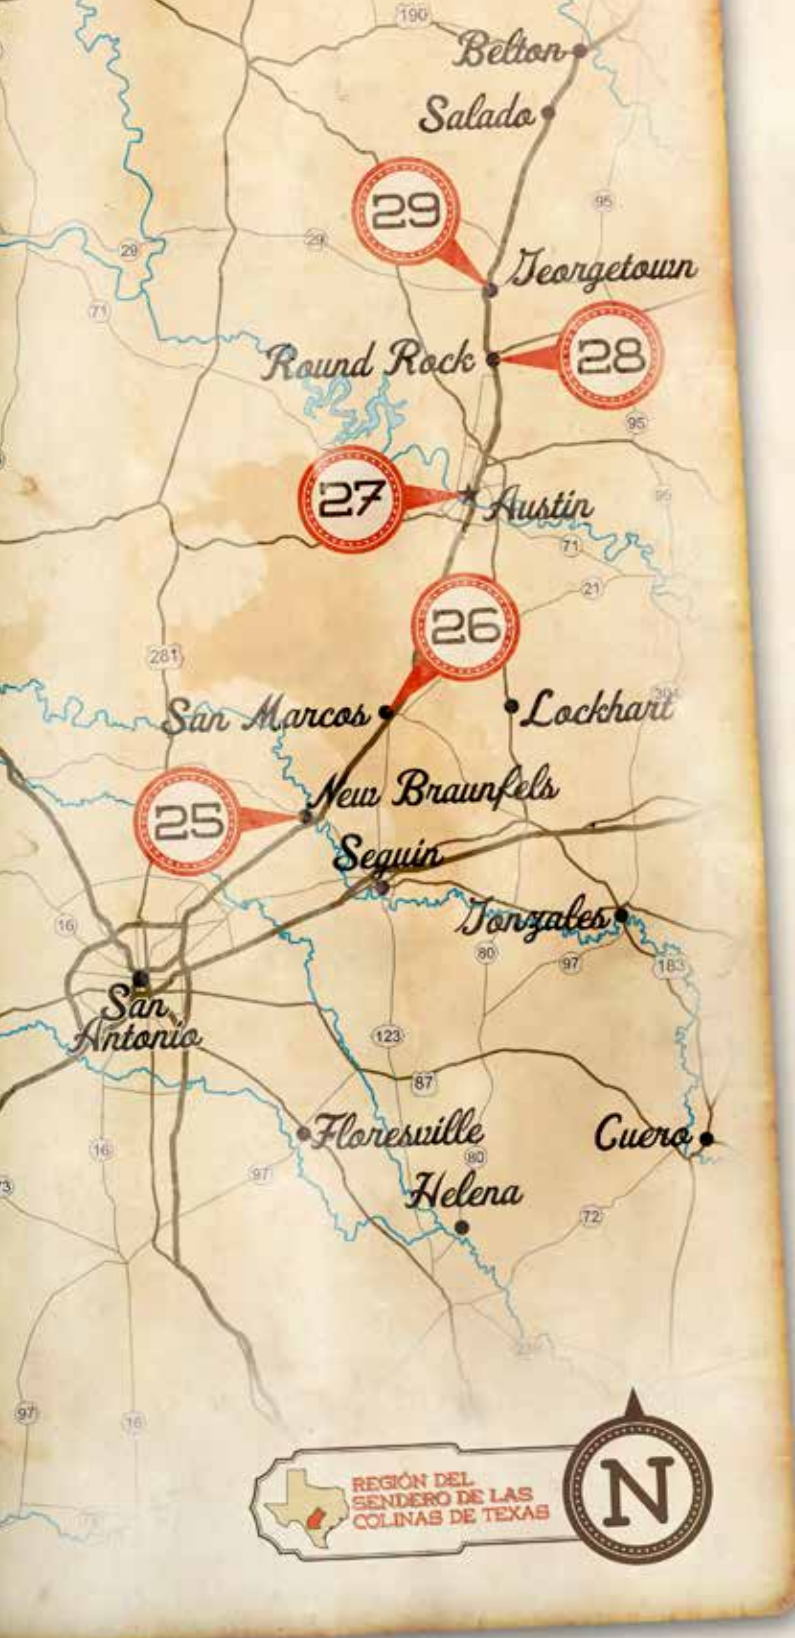 190
Belton
Salado
95
29
29
29
Georgetown
71
Round Rock
28
95
27
Austin
95
71
21
26
281
San Marcos
Lockhart
304
New Braunfels
25
Seguin
16
Gonzales
80
97
183
San
Antonio
123
87
Floresville
Cuero
16
97
80
Helena
72
97
16
REGIÓN DEL
SENDERO DE LAS
COLINAS DE TEXAS
N